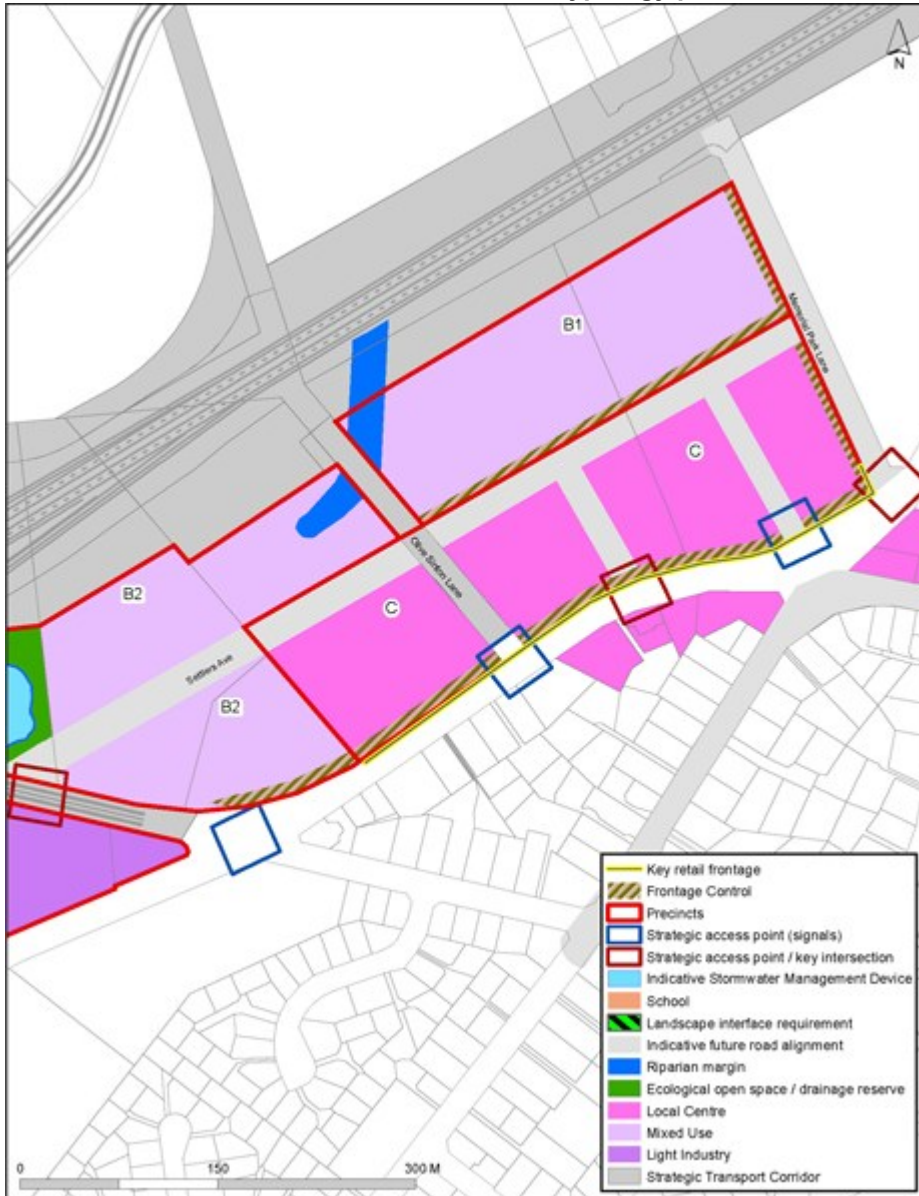 N
B1
Memorial Park Lane
C
Olive Sinton Lane
B2
C
Settlers Ave
B2
Key retail frontage
Frontage Control
Precincts
Strategic access point (signals)
Strategic access point / key intersection
Indicative Stormwater Management Device
School
Landscape interface requirement
Indicative future road alignment
Riparian margin
Ecological open space / drainage reserve
Local Centre
Mixed Use
Light Industry
Strategic Transport Corridor
0 150 300 M